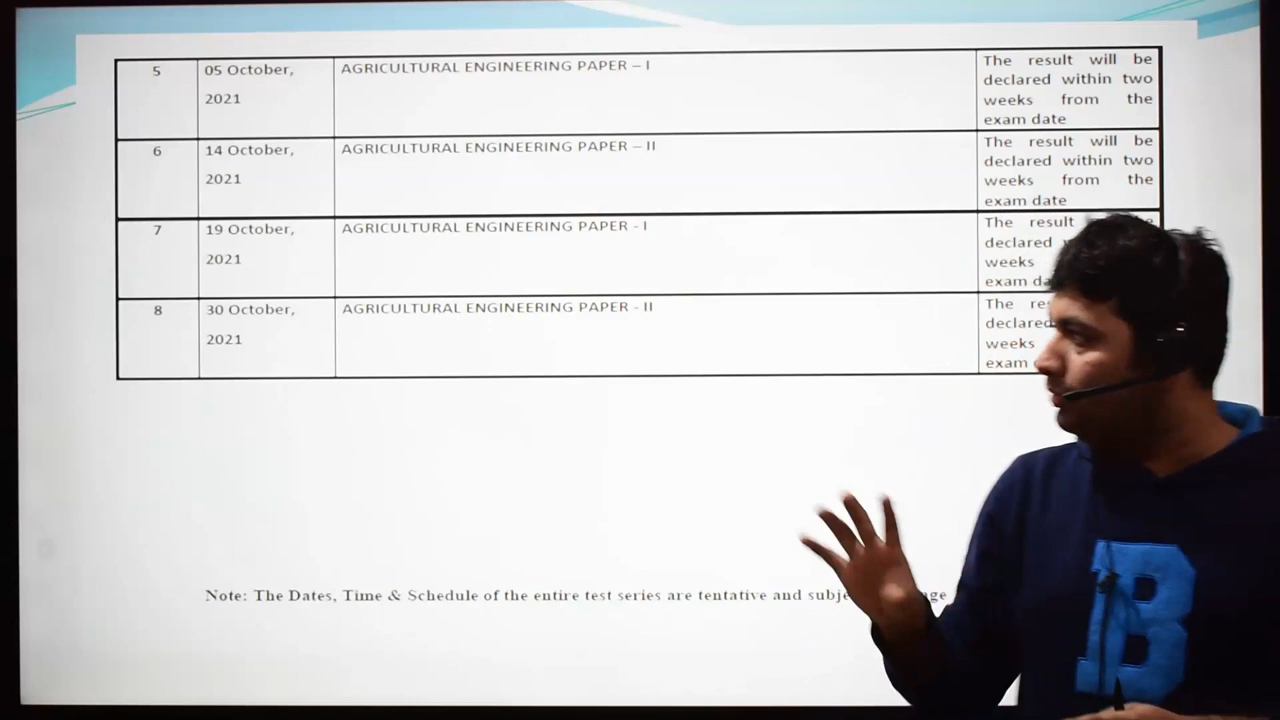 5
05 October,
2021
AGRICULTURAL ENGINEERING PAPER – I
The result will be
declared within two
weeks from the
exam date
6
14 October,
2021
AGRICULTURAL ENGINEERING PAPER – II
The result will be
declared within two
weeks from the
exam date
7
19 October,
2021
AGRICULTURAL ENGINEERING PAPER - I
The result
declared
weeks
exam
8
30 October,
2021
AGRICULTURAL ENGINEERING PAPER - II
The
declared
weeks
exam
Note: The Dates, Time & Schedule of the entire test series are tentative and
B